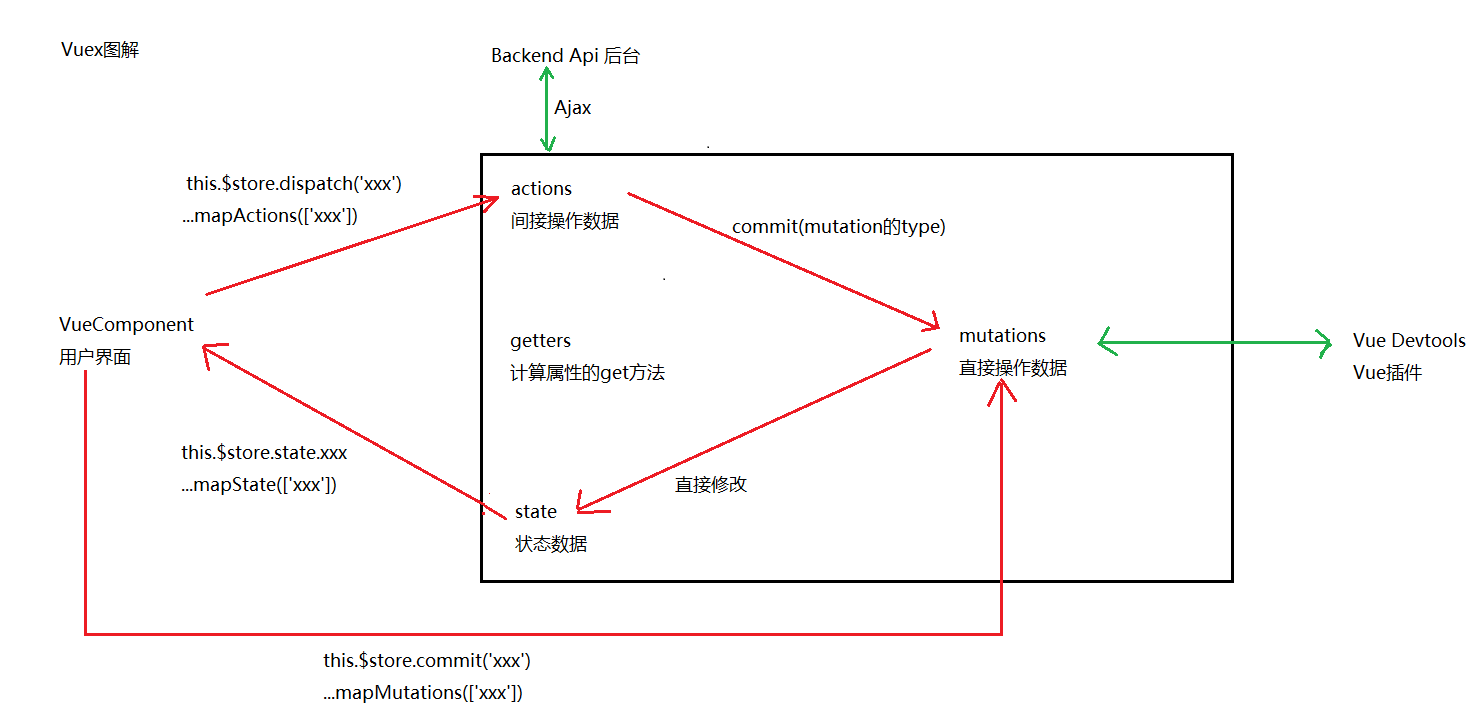 Vuex图解
Backend Api 后台
Ajax
this.$store.dispatch('xxx')
...mapActions(['xxx'])
actions
间接操作数据
commit(mutation的type)
VueComponent
用户界面
getters
计算属性的get方法
mutations
直接操作数据
Vue Devtools
Vue插件
this.$store.state.xxx
...mapState(['xxx'])
直接修改
state
状态数据
this.$store.commit('xxx')
...mapMutations(['xxx'])